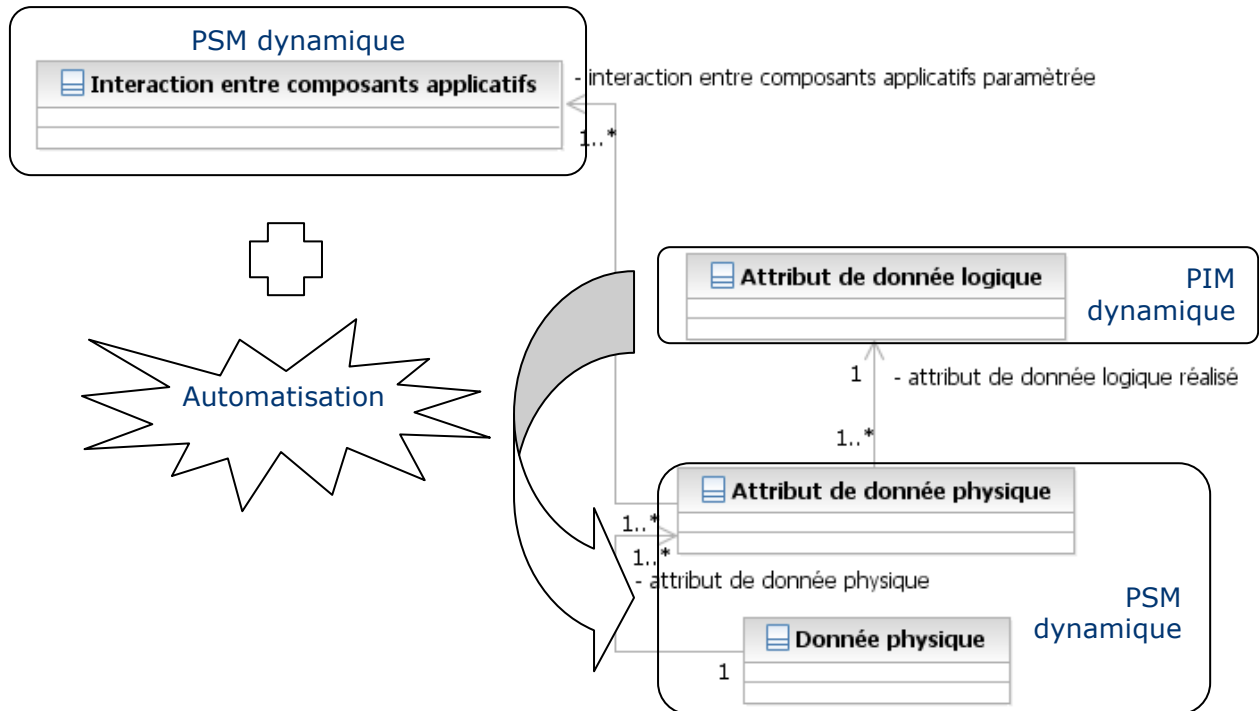 PSM dynamique
Interaction entre composants applicatifs
- interaction entre composants applicatifs paramètrée
1..*
Attribut de donnée logique
PIM
dynamique
1
- attribut de donnée logique réalisé
Automatisation
1..*
Attribut de donnée physique
1..*
1..*
- attribut de donnée physique
PSM
dynamique
Donnée physique
1